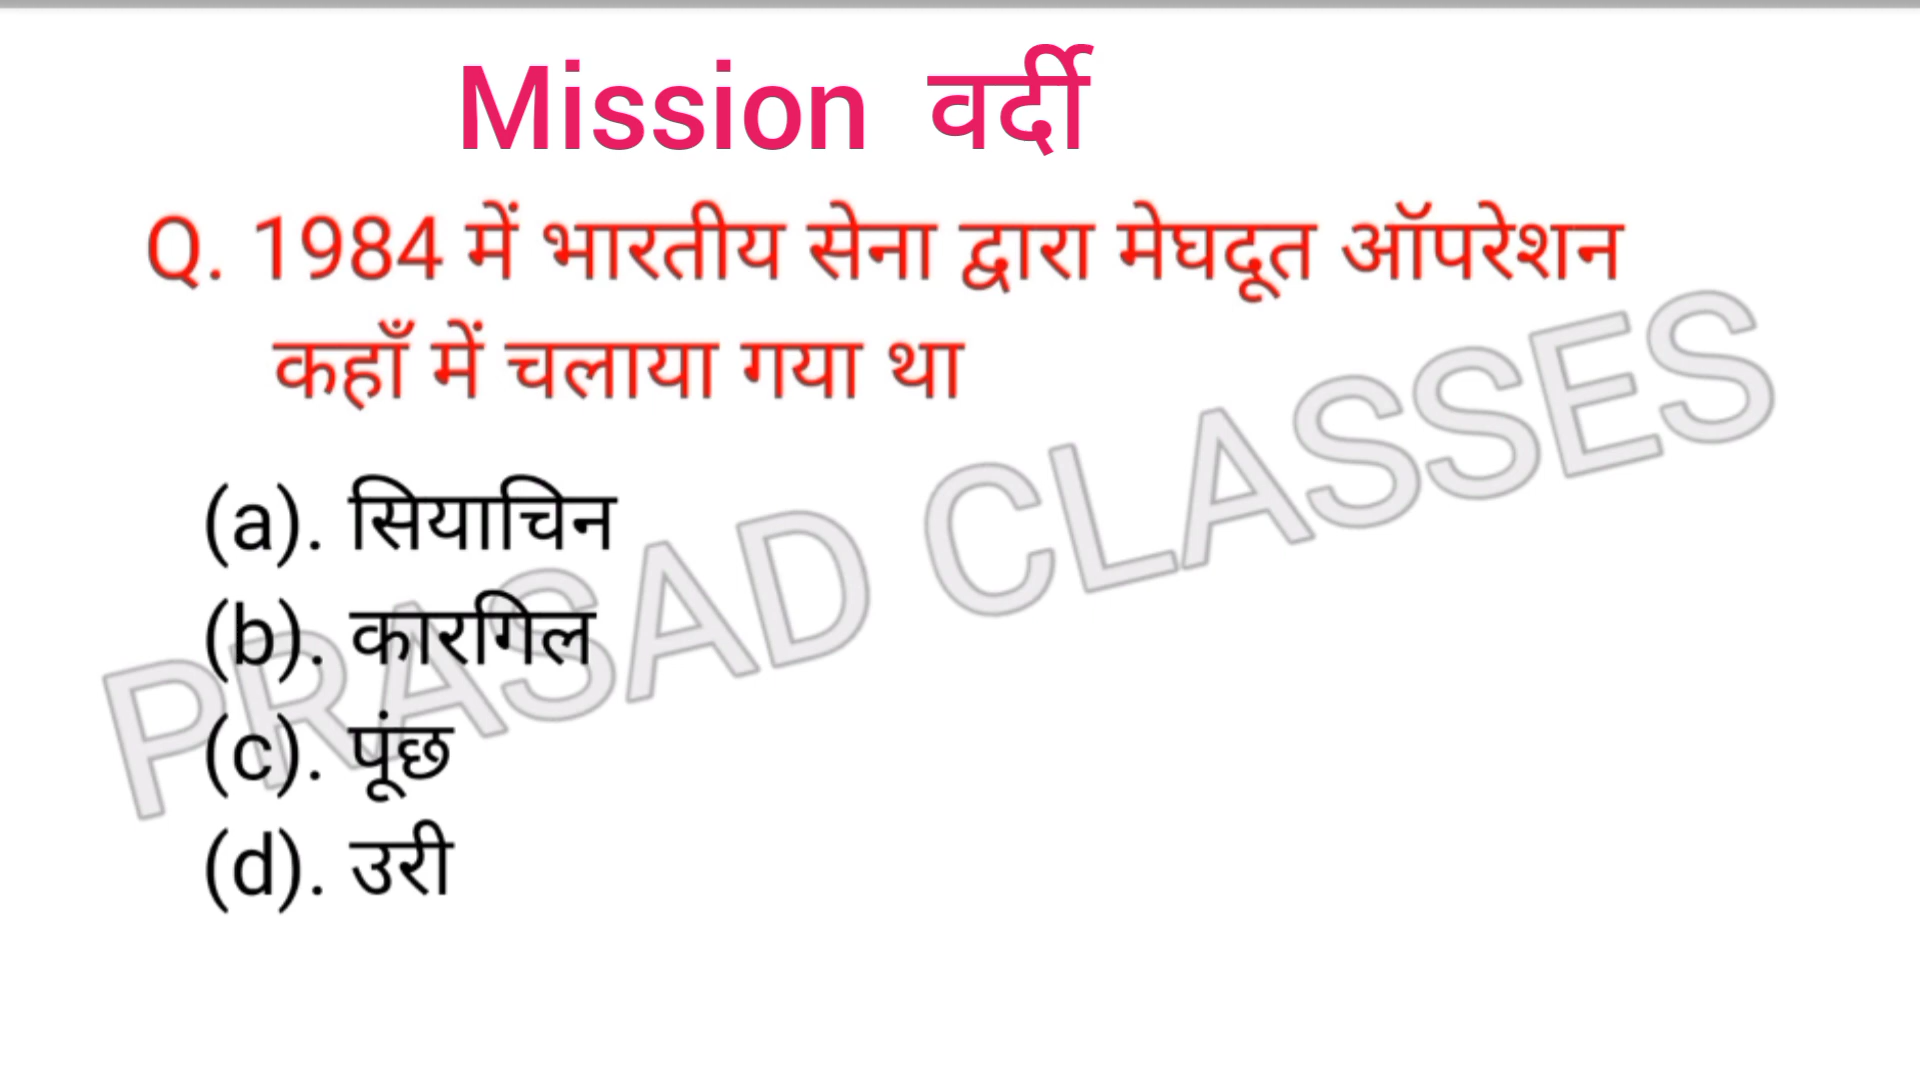 Mission वर्दी
Q. 1984 में भारतीय सेना द्वारा मेघदूत ऑपरेशन
कहाँ में चलाया गया था
(a). सियाचिन
(b). कारगिल
(c). पूंछ
(d). उरी
PRASAD CLASSES